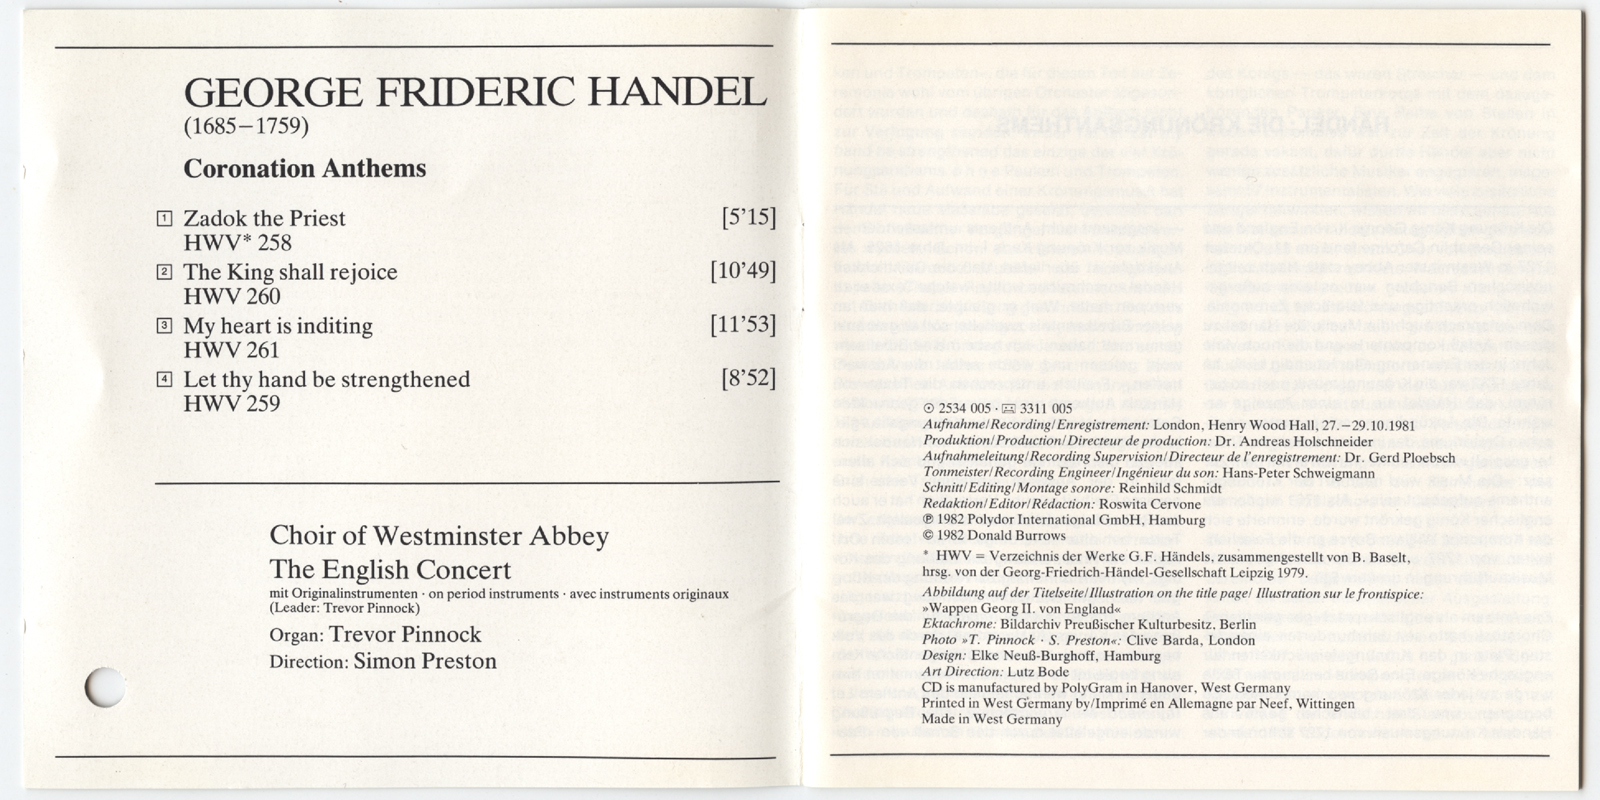 GEORGE FRIDERIC HANDEL
(1685–1759)
Coronation Anthems
1 Zadok the Priest [5'15]
HWV* 258
2 The King shall rejoice [10'49]
HWV 260
3 My heart is inditing [11'53]
HWV 261
4 Let thy hand be strengthened [8'52]
HWV 259
Choir of Westminster Abbey
The English Concert
mit Originalinstrumenten · on period instruments · avec instruments originaux
(Leader: Trevor Pinnock)
Organ: Trevor Pinnock
Direction: Simon Preston
2534 005 · 3311 005
Aufnahme/Recording/Enregistrement: London, Henry Wood Hall, 27.–29.10.1981
Produktion/Production/Directeur de production: Dr. Andreas Holschneider
Aufnahmeleitung/Recording Supervision/Directeur de l'enregistrement: Dr. Gerd Ploebsch
Tonmeister/Recording Engineer/Ingénieur du son: Hans-Peter Schweigmann
Schnitt/Editing/Montage sonore: Reinhild Schmidt
Redaktion/Editor/Rédaction: Roswita Cervone
℗ 1982 Polydor International GmbH, Hamburg
© 1982 Donald Burrows
* HWV = Verzeichnis der Werke G.F. Händels, zusammengestellt von B. Baselt,
hrsg. von der Georg-Friedrich-Händel-Gesellschaft Leipzig 1979.
Abbildung auf der Titelseite/Illustration on the title page/ Illustration sur le frontispice:
»Wappen Georg II. von England«
Ektachrome: Bildarchiv Preußischer Kulturbesitz, Berlin
Photo »T. Pinnock · S. Preston«: Clive Barda, London
Design: Elke Neuß-Burghoff, Hamburg
Art Direction: Lutz Bode
CD is manufactured by PolyGram in Hanover, West Germany
Printed in West Germany by/Imprimé en Allemagne par Neef, Wittingen
Made in West Germany